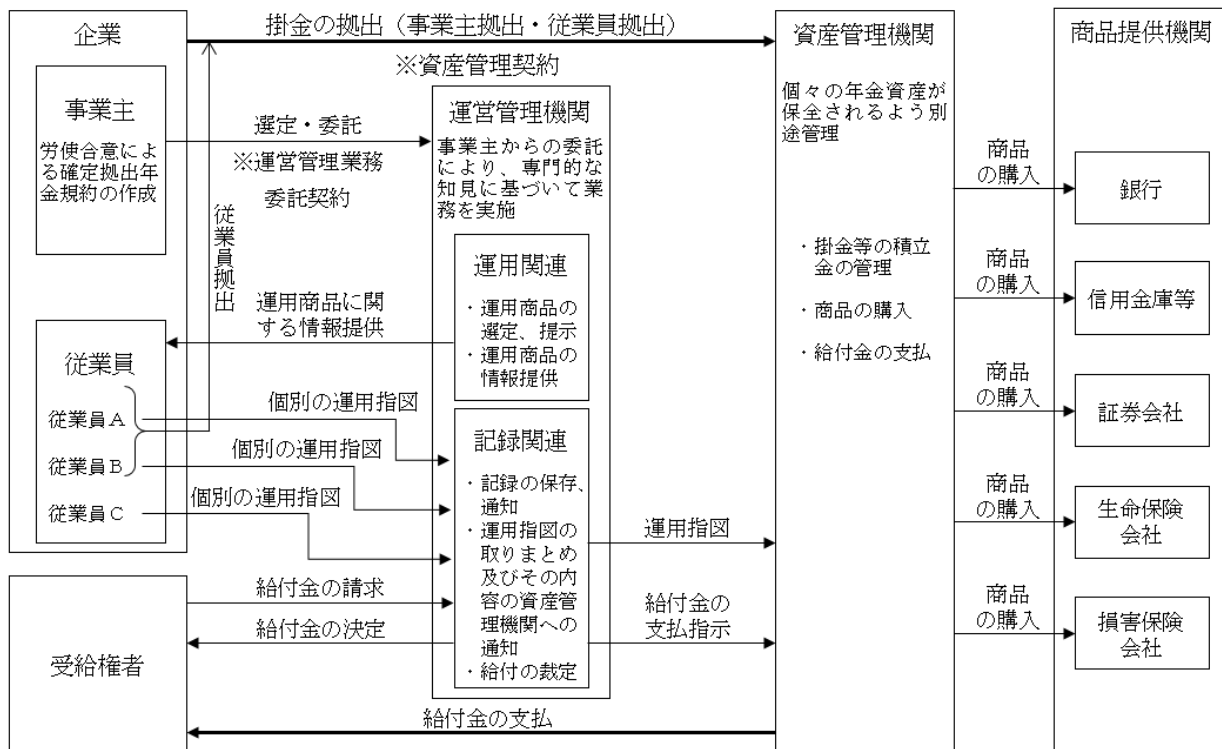 企業
事業主
労使合意によ
る確定拠出年
金規約の作成
掛金の拠出（事業主拠出・従業員拠出）
※資産管理契約
選定・委託
※運営管理業務
委託契約
従業員拠出
運用商品に関
する情報提供
従業員
従業員Ａ
従業員Ｂ
従業員Ｃ
個別の運用指図
個別の運用指図
個別の運用指図
運営管理機関
事業主からの委託
により、専門的な
知見に基づいて業
務を実施
運用関連
・運用商品の
選定、提示
・運用商品の
情報提供
記録関連
・記録の保存、
通知
・運用指図の
取りまとめ
及びその内
容の資産管
理機関への
通知
・給付の裁定
運用指図
給付金の
支払指示
受給権者
給付金の請求
給付金の決定
給付金の支払
資産管理機関
個々の年金資産が
保全されるよう別
途管理
・掛金等の積立
金の管理
・商品の購入
・給付金の支払
商品
の購入
商品
の購入
商品
の購入
商品
の購入
商品
の購入
商品提供機関
銀行
信用金庫等
証券会社
生命保険
会社
損害保険
会社